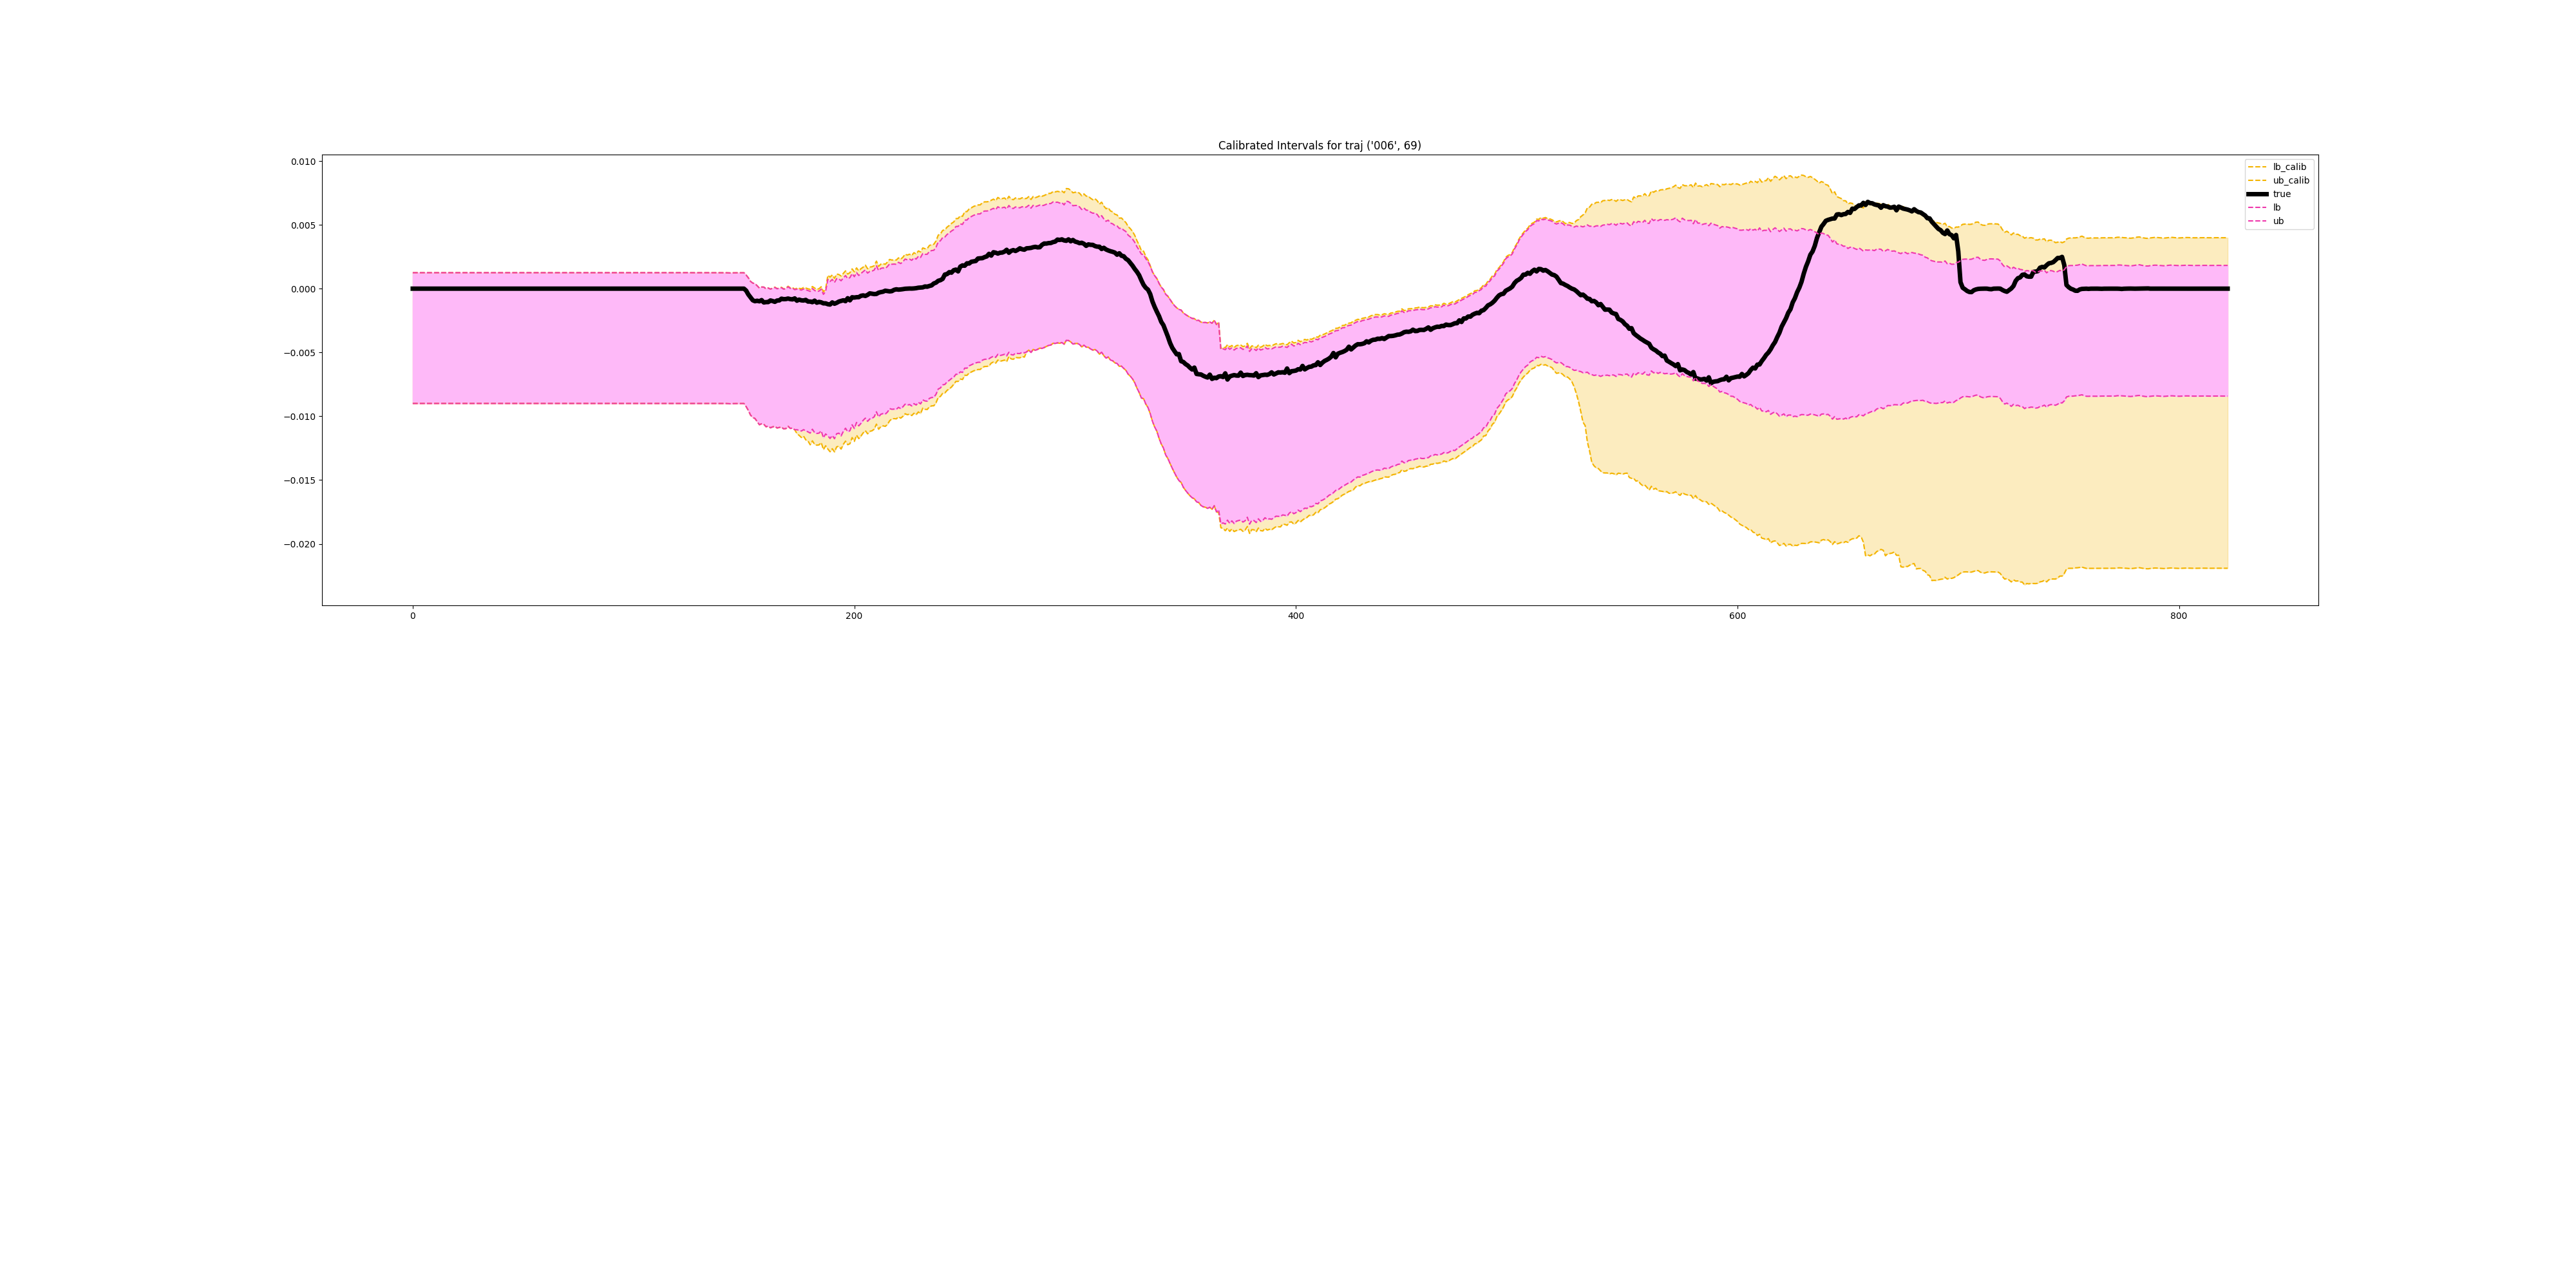 Calibrated Intervals for traj ('006', 69)
0.010
0.005
0.000
−0.005
−0.010
−0.015
−0.020
0
200
400
600
800
lb_calib
ub_calib
true
lb
ub